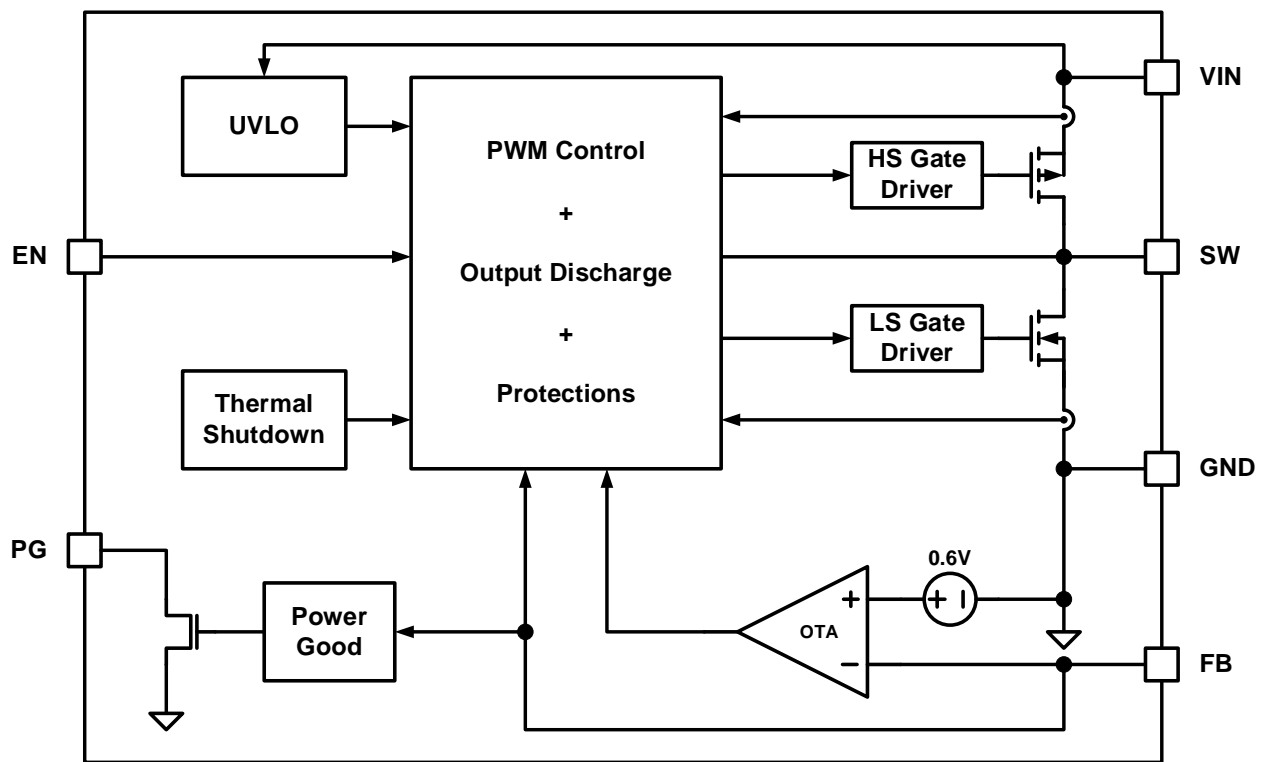 VIN
UVLO
PWM Control
+
Output Discharge
+
Protections
HS Gate
Driver
EN
SW
LS Gate
Driver
Thermal
Shutdown
GND
PG
0.6V
Power
Good
+
+ –
OTA
–
FB